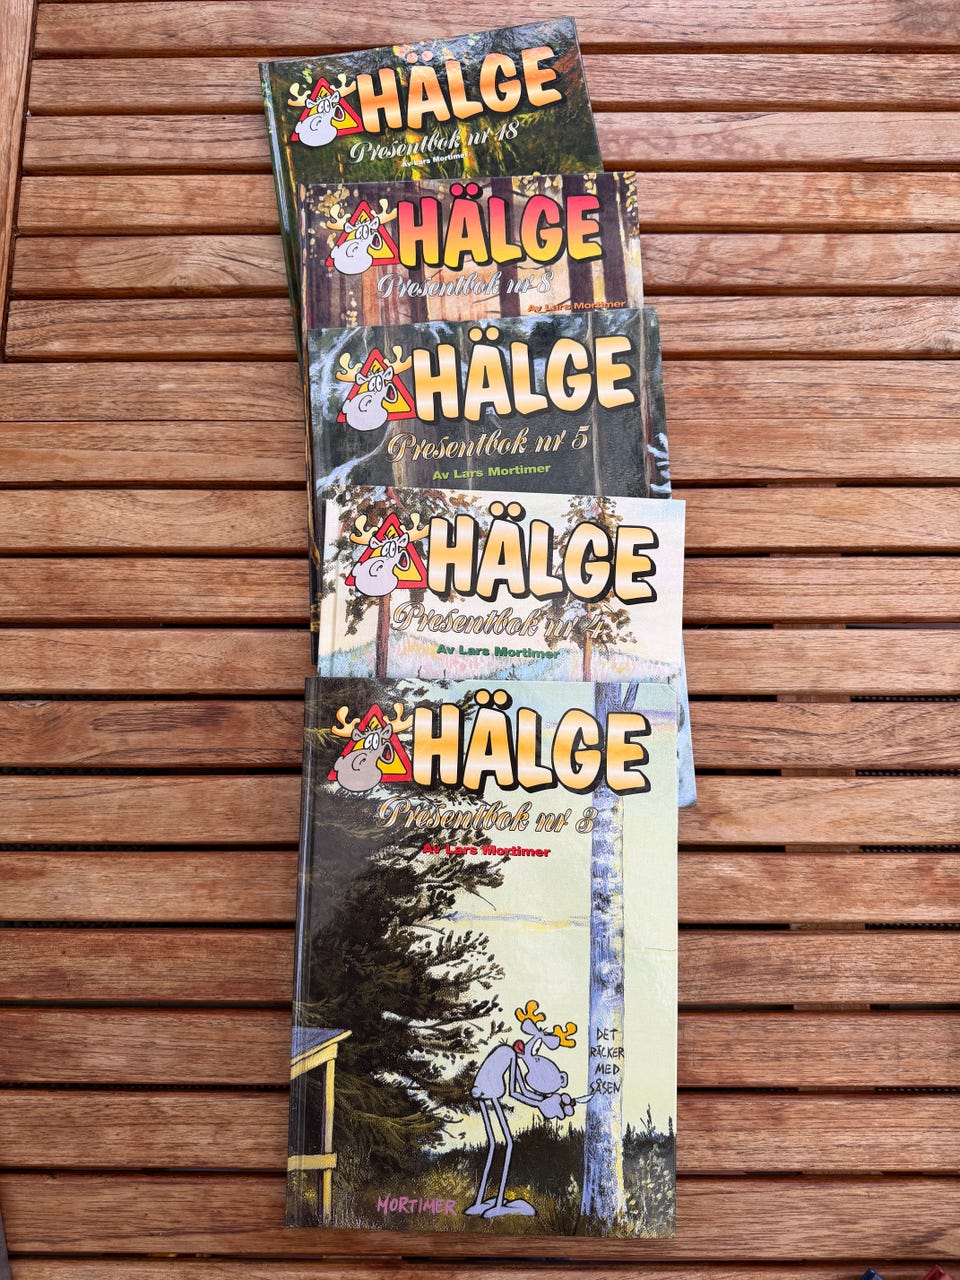 HÄLGE
Presentbok nr 18
Av Lars Mortimer
HÄLGE
Presentbok nr 8
Av Lars Mortimer
HÄLGE
Presentbok nr 5
Av Lars Mortimer
HÄLGE
Presentbok nr 4
Av Lars Mortimer
HÄLGE
Presentbok nr 3
Av Lars Mortimer
DET
RÄCKER
MED
SÅSEN
MORTIMER